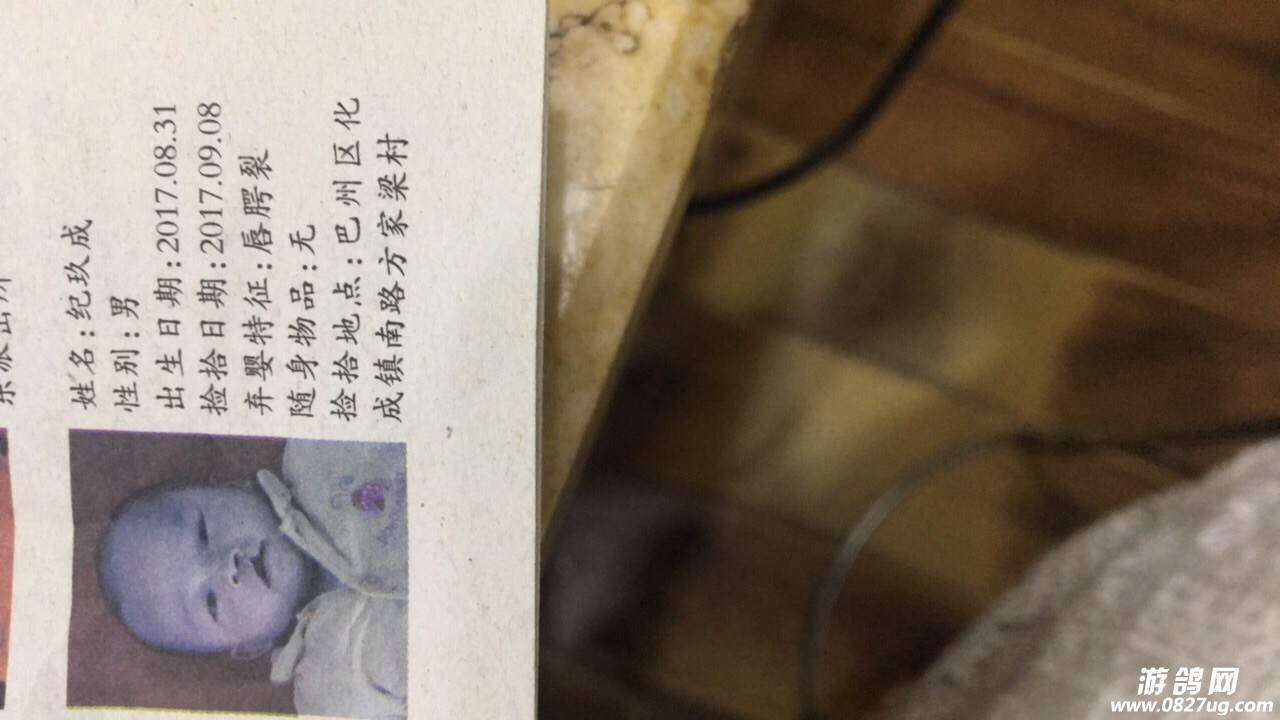 姓名:纪玖成
性别:男
出生日期:2017.08.31
捡拾日期:2017.09.08
弃婴特征:唇腭裂
随身物品:无
捡拾地点:巴州区化
成镇南路方家梁村
游鸽网
www.0827ug.com